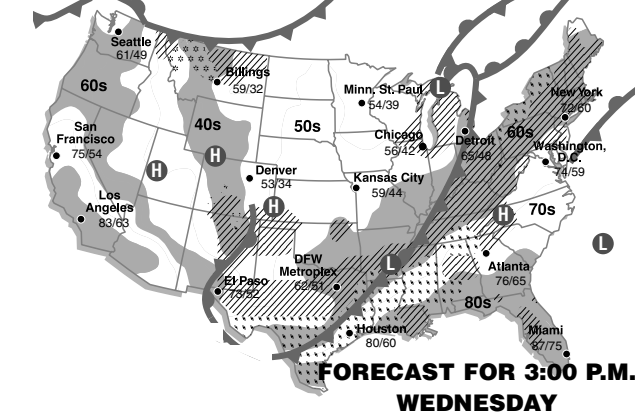 Seattle
61/49
Billings
59/32
60s
Minn. St. Paul
54/39
L
New York
72/60
40s
50s
60s
San
Francisco
75/54
Chicago
56/42
Detroit
65/48
Washington,
D.C.
74/59
H
H
Denver
53/34
Kansas City
59/44
Los
Angeles
83/63
H
H
70s
L
DFW
Metroplex
62/51
L
Atlanta
76/65
El Paso
73/52
80s
Houston
80/60
Miami
87/75
FORECAST FOR 3:00 P.M.
WEDNESDAY